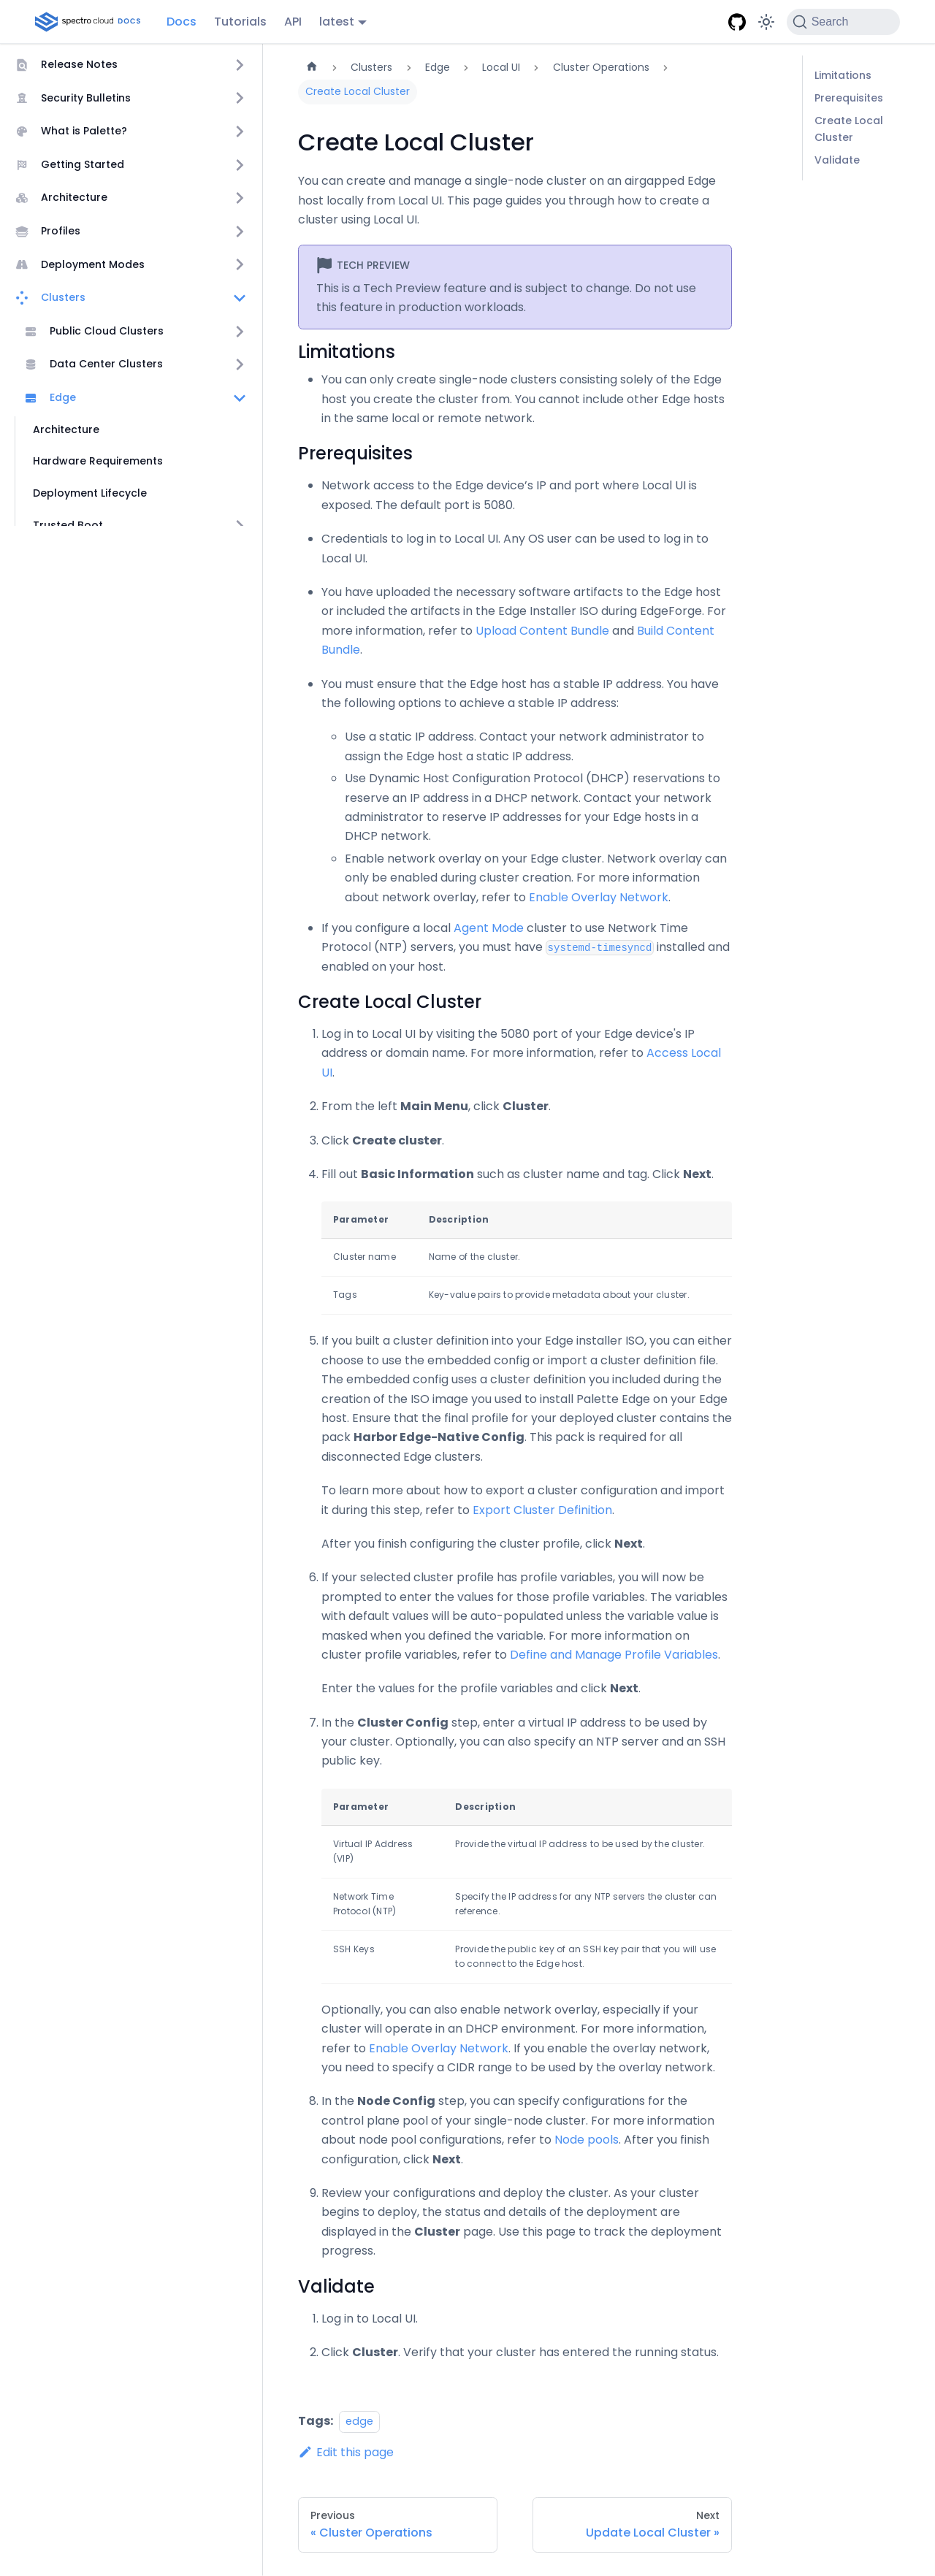 spectro cloud DOCS
Docs
Tutorials
API
latest
Search
Release Notes
Security Bulletins
What is Palette?
Getting Started
Architecture
Profiles
Deployment Modes
Clusters
Public Cloud Clusters
Data Center Clusters
Edge
Architecture
Hardware Requirements
Deployment Lifecycle
Trusted Boot
Clusters
Edge
Local UI
Cluster Operations
Create Local Cluster
Create Local Cluster
You can create and manage a single-node cluster on an airgapped Edge
host locally from Local UI. This page guides you through how to create a
cluster using Local UI.
TECH PREVIEW
This is a Tech Preview feature and is subject to change. Do not use
this feature in production workloads.
Limitations
You can only create single-node clusters consisting solely of the Edge
host you create the cluster from. You cannot include other Edge hosts
in the same local or remote network.
Prerequisites
Network access to the Edge device’s IP and port where Local UI is
exposed. The default port is 5080.
Credentials to log in to Local UI. Any OS user can be used to log in to
Local UI.
You have uploaded the necessary software artifacts to the Edge host
or included the artifacts in the Edge Installer ISO during EdgeForge. For
more information, refer to Upload Content Bundle and Build Content
Bundle.
You must ensure that the Edge host has a stable IP address. You have
the following options to achieve a stable IP address:
Use a static IP address. Contact your network administrator to
assign the Edge host a static IP address.
Use Dynamic Host Configuration Protocol (DHCP) reservations to
reserve an IP address in a DHCP network. Contact your network
administrator to reserve IP addresses for your Edge hosts in a
DHCP network.
Enable network overlay on your Edge cluster. Network overlay can
only be enabled during cluster creation. For more information
about network overlay, refer to Enable Overlay Network.
If you configure a local Agent Mode cluster to use Network Time
Protocol (NTP) servers, you must have systemd-timesyncd installed and
enabled on your host.
Create Local Cluster
1. Log in to Local UI by visiting the 5080 port of your Edge device's IP
address or domain name. For more information, refer to Access Local
UI.
2. From the left Main Menu, click Cluster.
3. Click Create cluster.
4. Fill out Basic Information such as cluster name and tag. Click Next.
Parameter Description
Cluster name Name of the cluster.
Tags Key-value pairs to provide metadata about your cluster.
5. If you built a cluster definition into your Edge installer ISO, you can either
choose to use the embedded config or import a cluster definition file.
The embedded config uses a cluster definition you included during the
creation of the ISO image you used to install Palette Edge on your Edge
host. Ensure that the final profile for your deployed cluster contains the
pack Harbor Edge-Native Config. This pack is required for all
disconnected Edge clusters.
To learn more about how to export a cluster configuration and import
it during this step, refer to Export Cluster Definition.
After you finish configuring the cluster profile, click Next.
6. If your selected cluster profile has profile variables, you will now be
prompted to enter the values for those profile variables. The variables
with default values will be auto-populated unless the variable value is
masked when you defined the variable. For more information on
cluster profile variables, refer to Define and Manage Profile Variables.
Enter the values for the profile variables and click Next.
7. In the Cluster Config step, enter a virtual IP address to be used by
your cluster. Optionally, you can also specify an NTP server and an SSH
public key.
Parameter Description
Virtual IP Address Provide the virtual IP address to be used by the cluster.
(VIP)
Network Time Specify the IP address for any NTP servers the cluster can
Protocol (NTP) reference.
SSH Keys Provide the public key of an SSH key pair that you will use
to connect to the Edge host.
Optionally, you can also enable network overlay, especially if your
cluster will operate in an DHCP environment. For more information,
refer to Enable Overlay Network. If you enable the overlay network,
you need to specify a CIDR range to be used by the overlay network.
8. In the Node Config step, you can specify configurations for the
control plane pool of your single-node cluster. For more information
about node pool configurations, refer to Node pools. After you finish
configuration, click Next.
9. Review your configurations and deploy the cluster. As your cluster
begins to deploy, the status and details of the deployment are
displayed in the Cluster page. Use this page to track the deployment
progress.
Validate
1. Log in to Local UI.
2. Click Cluster. Verify that your cluster has entered the running status.
Tags: edge
Edit this page
Previous
« Cluster Operations
Next
Update Local Cluster »
Limitations
Prerequisites
Create Local
Cluster
Validate